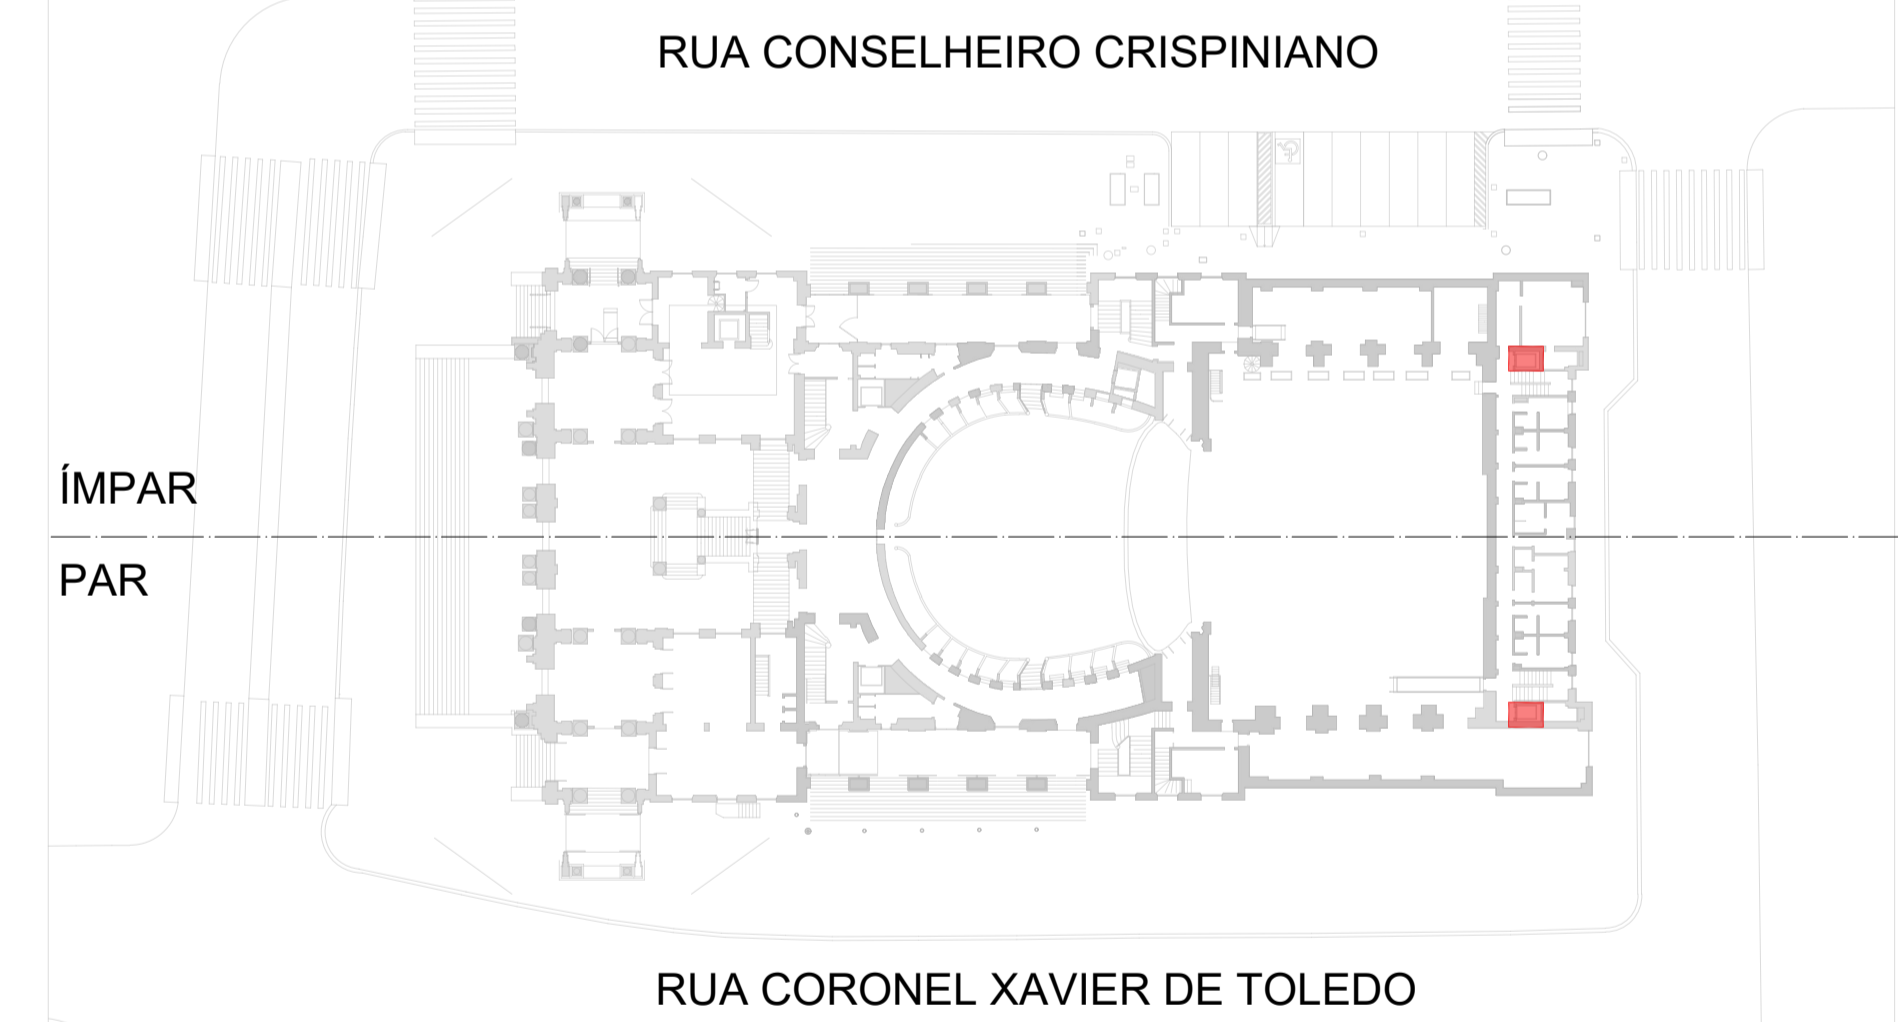 RUA CONSELHEIRO CRISPINIANO
ÍMPAR
PAR
RUA CORONEL XAVIER DE TOLEDO